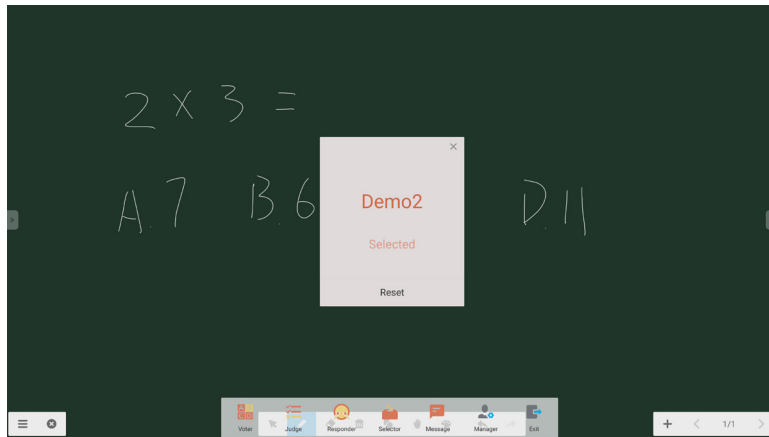 2 × 3 =
A.7 B.6 D.11
Demo2
Selected
Reset
Voter Judge Responder Selector Message Manager Exit
1/1